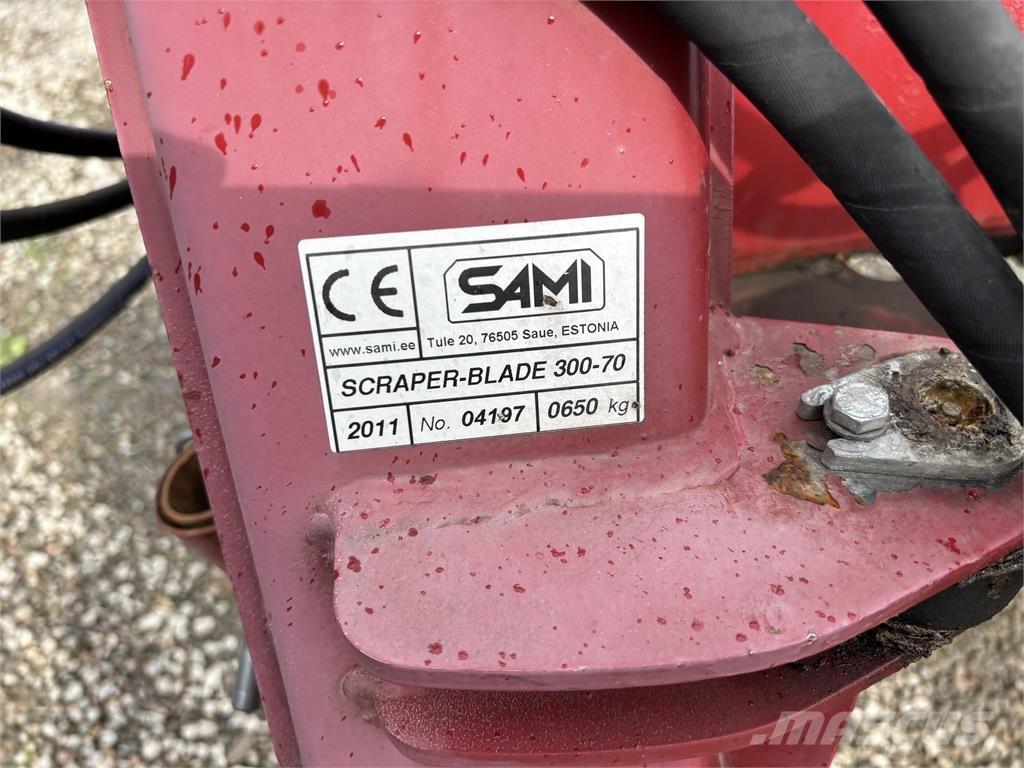 CE
SAMI
www.sami.ee
Tule 20, 76505 Saue, ESTONIA
SCRAPER-BLADE 300-70
2011 No. 04197 0650 kg
MASCUS